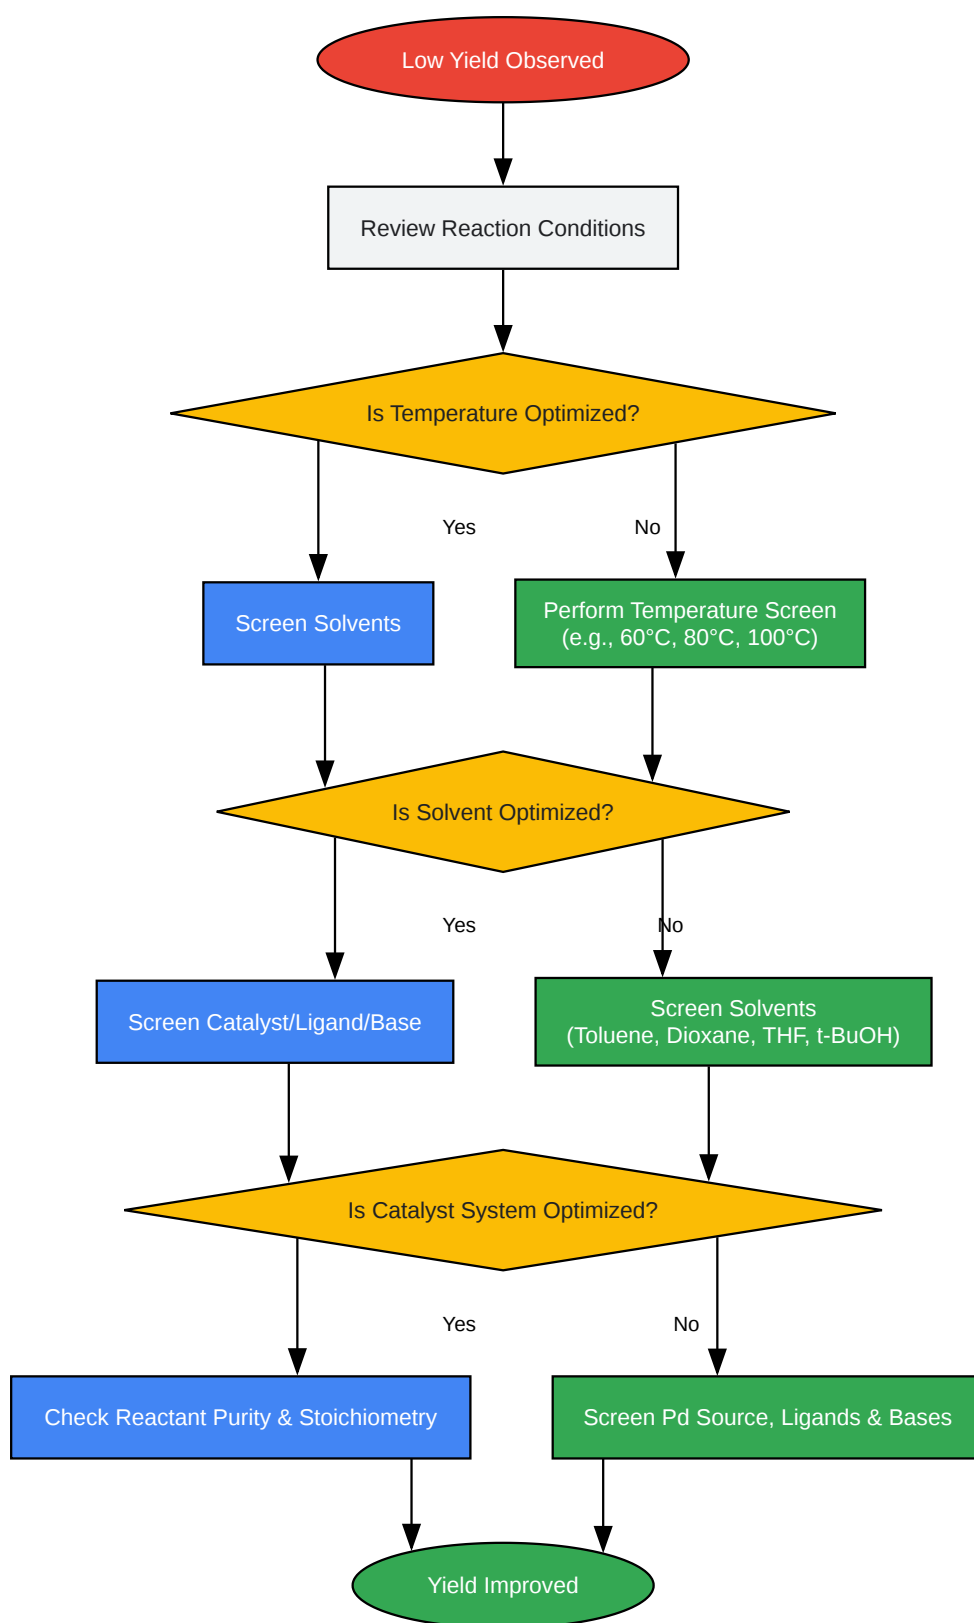 Low Yield Observed
Review Reaction Conditions
Is Temperature Optimized?
Yes
No
Screen Solvents
Perform Temperature Screen
(e.g., 60°C, 80°C, 100°C)
Is Solvent Optimized?
Yes
No
Screen Catalyst/Ligand/Base
Screen Solvents
(Toluene, Dioxane, THF, t-BuOH)
Is Catalyst System Optimized?
Yes
No
Check Reactant Purity & Stoichiometry
Screen Pd Source, Ligands & Bases
Yield Improved